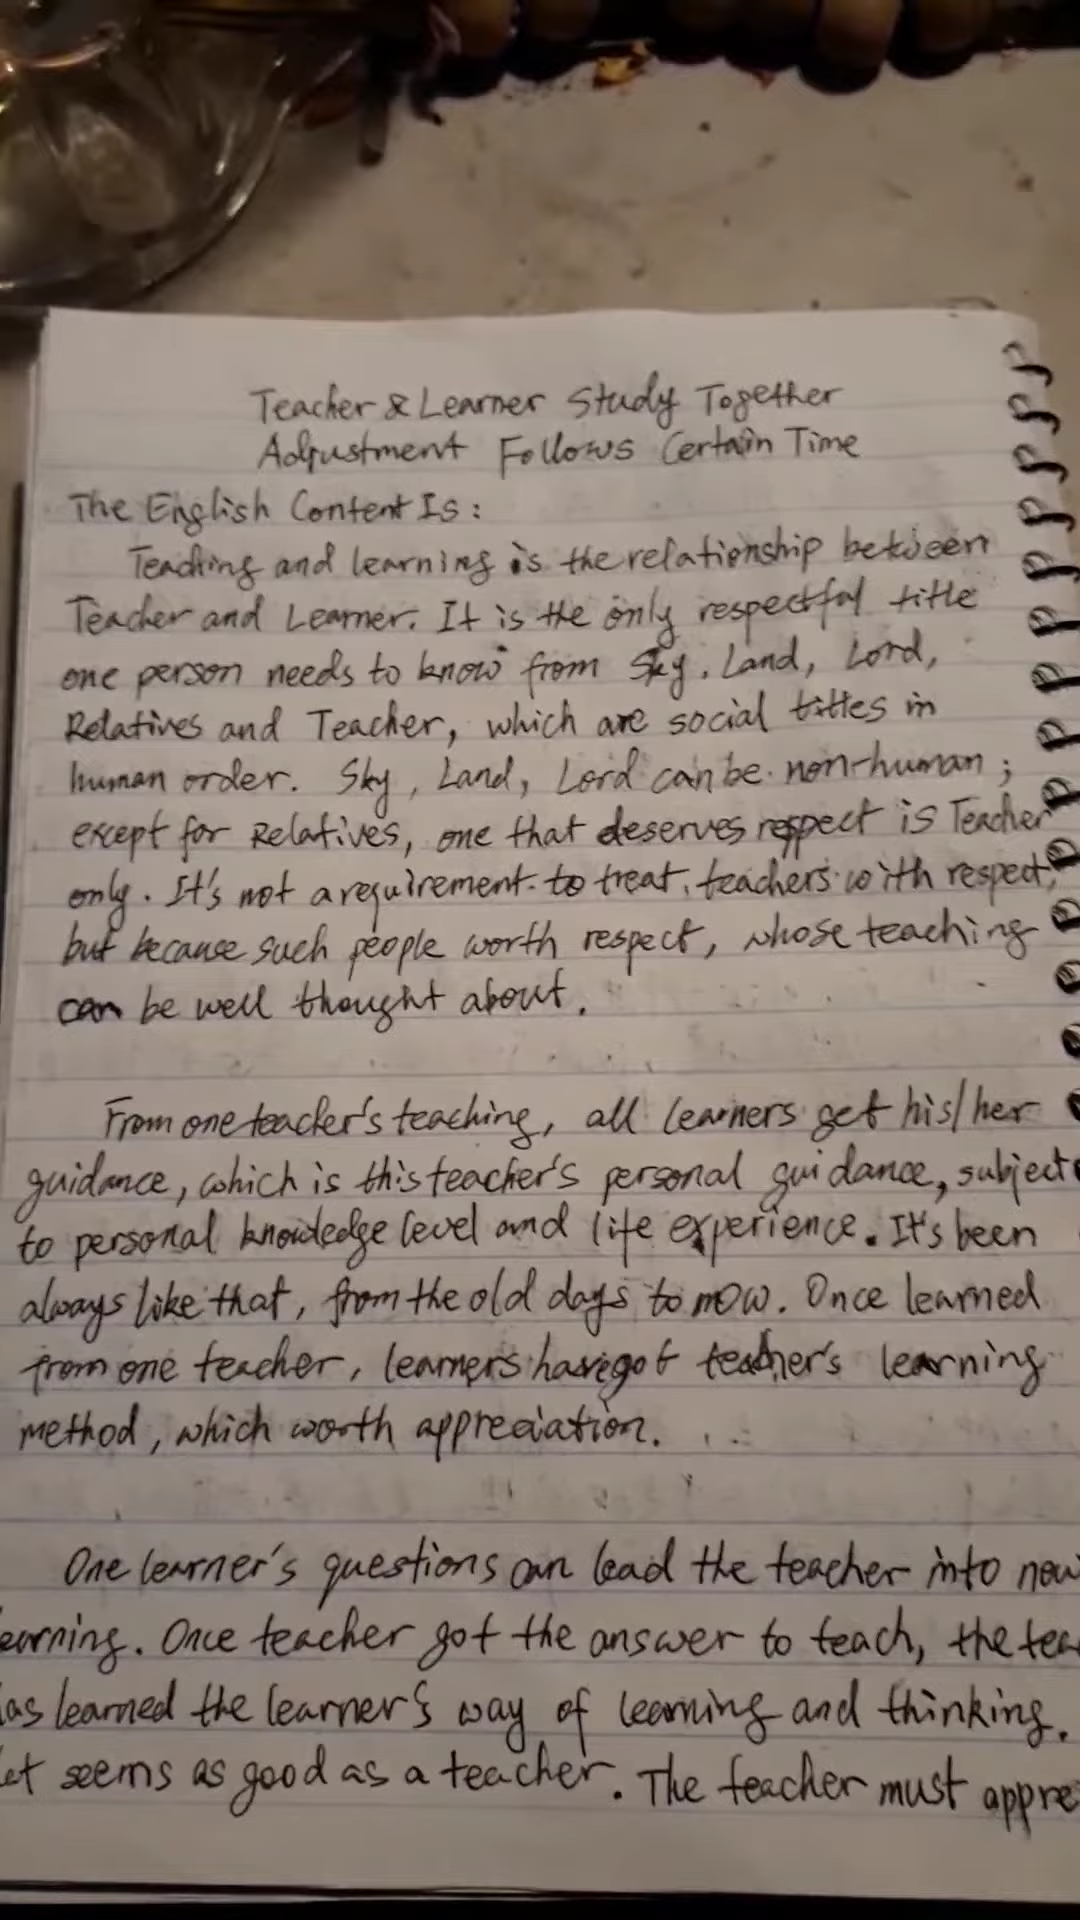 Teacher & Learner Study Together
Adjustment Follows Certain Time
The English Content Is:
Teaching and learning is the relationship between
Teacher and Learner. It is the only respectful title
one person needs to know from Sky, Land, Lord,
Relatives and Teacher, which are social titles in
human order. Sky, Land, Lord can be non-human;
except for Relatives, one that deserves respect is Teacher
only. It's not a requirement to treat teachers with respect,
but because such people worth respect, whose teaching
can be well thought about.
From one teacher's teaching, all learners get his/her
guidance, which is this teacher's personal guidance, subject
to personal knowledge level and life experience. It's been
always like that, from the old days to now. Once learned
from one teacher, learners have got teacher's learning
method, which worth appreciation.
One learner's questions can lead the teacher into
earning. Once teacher got the answer to teach, the tea
as learned the learner's way of learning and thinking.
et seems as good as a teacher. The teacher must appre